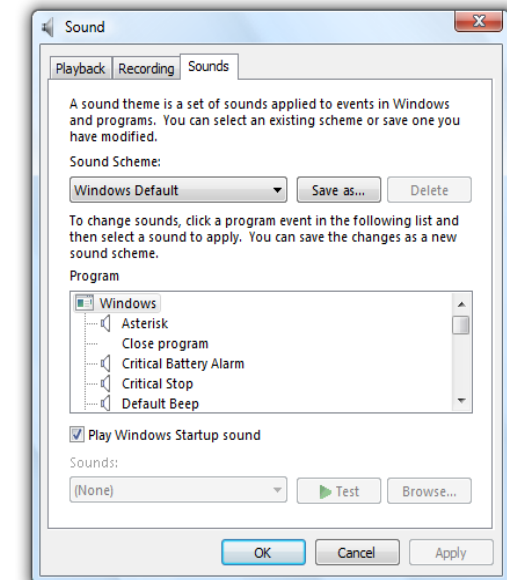 Sound
Playback Recording Sounds
A sound theme is a set of sounds applied to events in Windows
and programs. You can select an existing scheme or save one you
have modified.
Sound Scheme:
Windows Default Save as... Delete
To change sounds, click a program event in the following list and
then select a sound to apply. You can save the changes as a new
sound scheme.
Program
Windows
Asterisk
Close program
Critical Battery Alarm
Critical Stop
Default Beep
Play Windows Startup sound
Sounds:
(None) Test Browse...
OK Cancel Apply